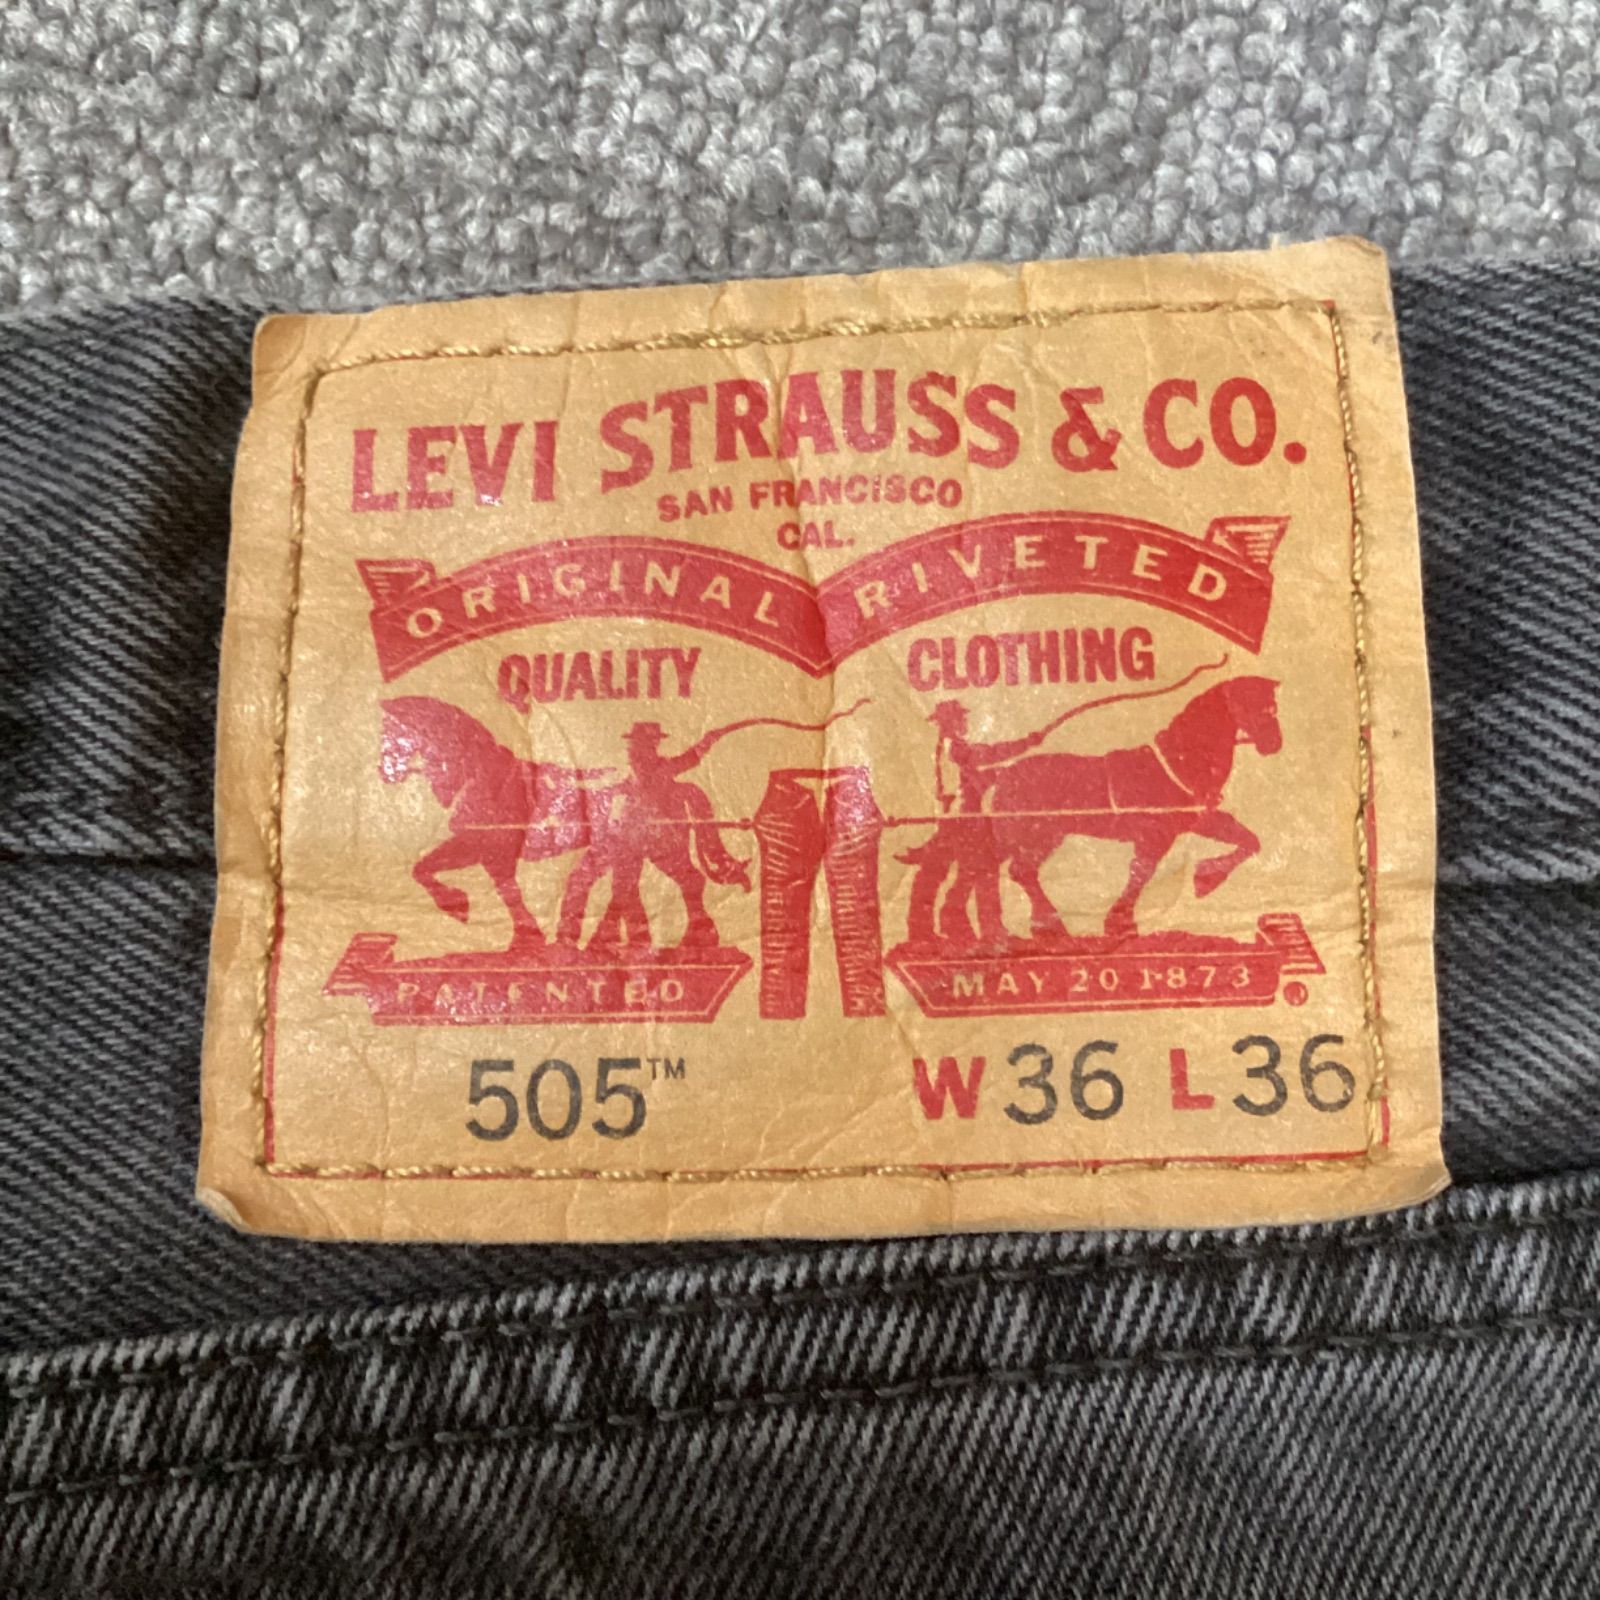 LEVI STRAUSS & CO.
SAN FRANCISCO
CAL.
ORIGINAL RIVETED
QUALITY CLOTHING
PATENTED MAY 20 1873 ®
505™ W36 L36